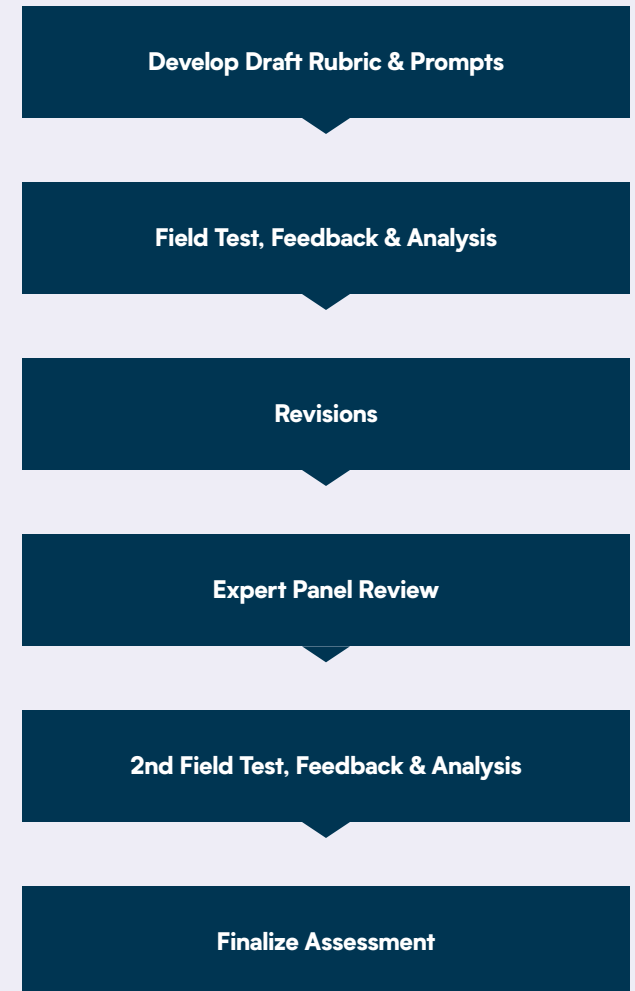 Develop Draft Rubric & Prompts
Field Test, Feedback & Analysis
Revisions
Expert Panel Review
2nd Field Test, Feedback & Analysis
Finalize Assessment